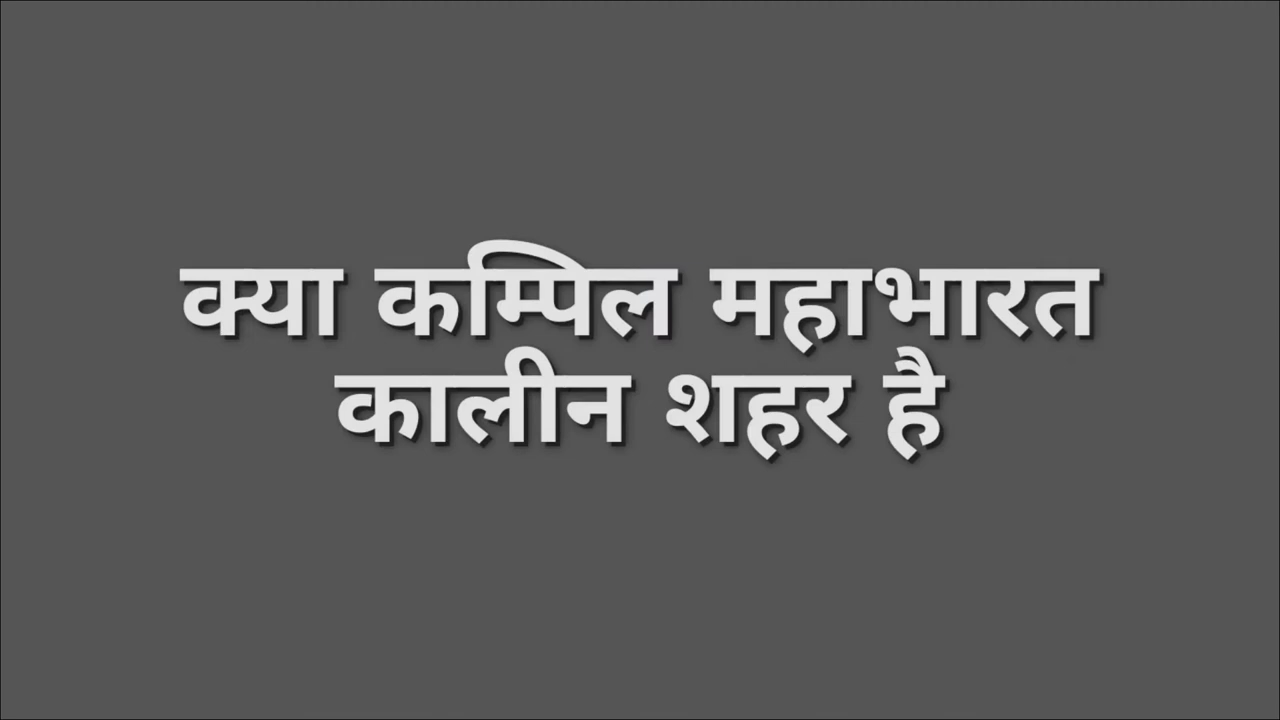 क्या कम्पिल महाभारत
कालीन शहर है